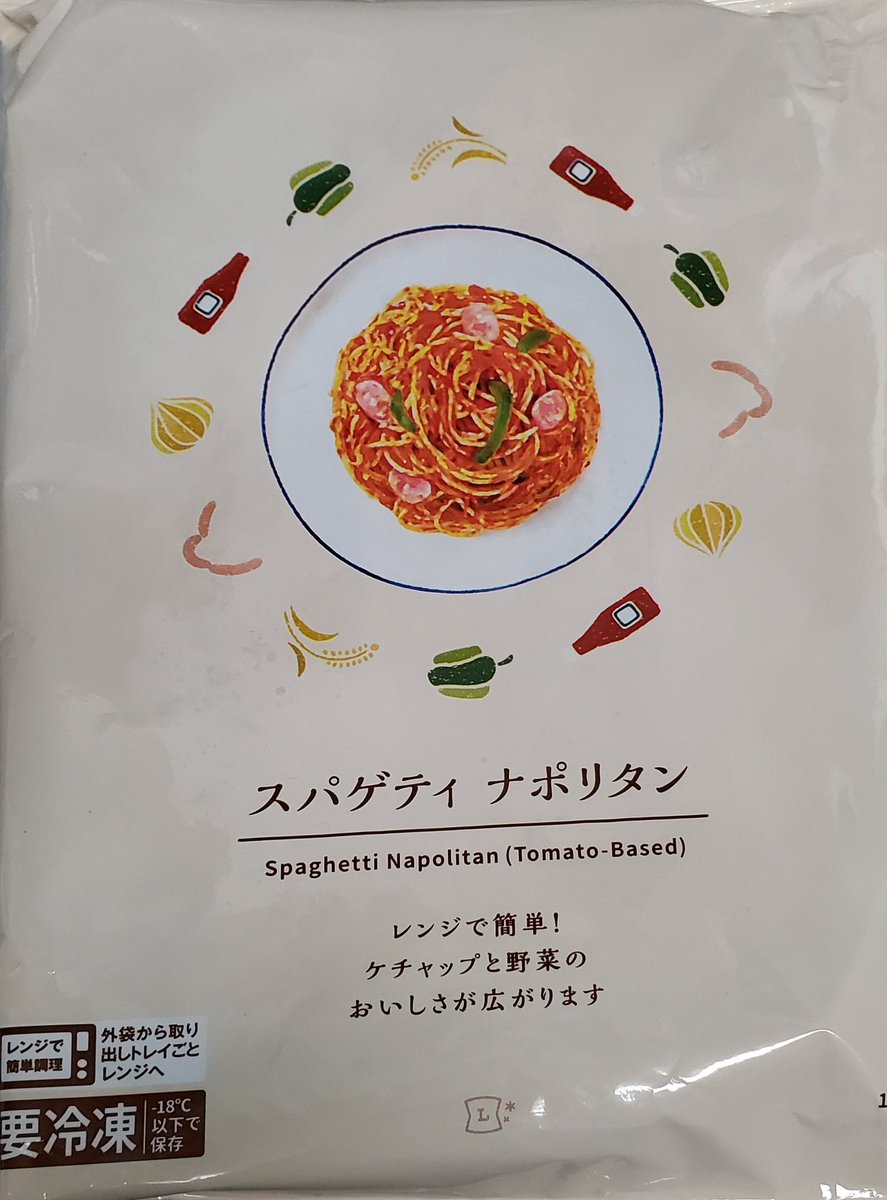 スパゲティ ナポリタン
Spaghetti Napolitan (Tomato-Based)
レンジで簡単!
ケチャップと野菜の
おいしさが広がります
レンジで
簡単調理
外袋から取り
出しトレイごと
レンジへ
要冷凍
-18℃
以下で
保存
L
1